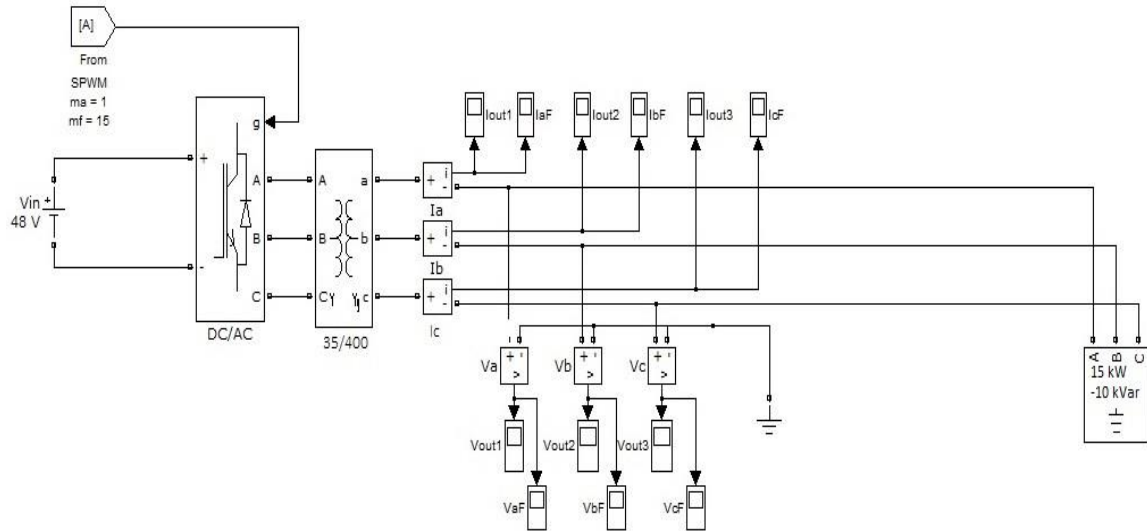 [A]
From
SPWM
ma = 1
mf = 15
g
+
-
A
B
C
DC/AC
Vin
+
48 V
A
B
C
a
b
c
Y
Y
35/400
Iout1
IaF
Iout2
IbF
Iout3
IcF
+
i
-
Ia
+
i
-
Ib
+
i
-
Ic
Va
+
-
v
Vb
+
-
v
Vc
+
-
v
Vout1
Vout2
Vout3
VaF
VbF
VcF
A
B
C
15 kW
-10 kVar